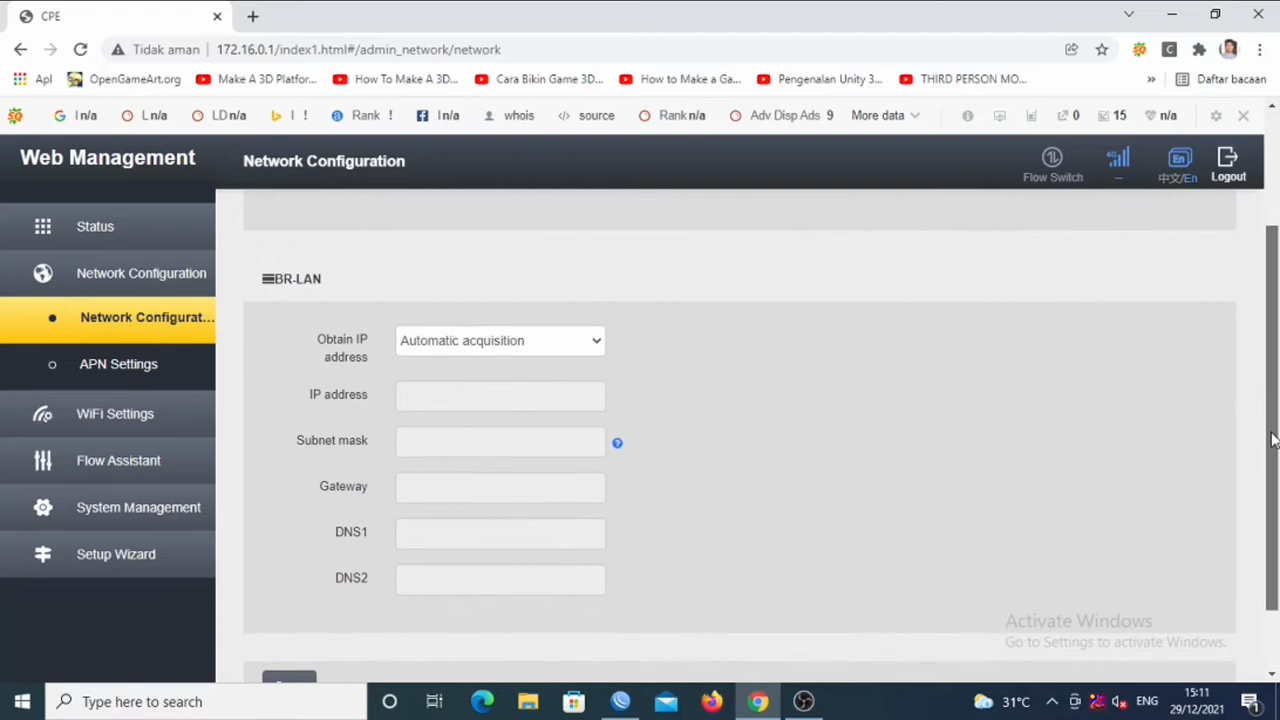 CPE
Tidak aman 172.16.0.1/index1.html#/admin_network/network
Apl OpenGameArt.org Make A 3D Platfor... How To Make A 3D... Cara Bikin Game 3D... How to Make a Ga... Pengenalan Unity 3... THIRD PERSON MO... » Daftar bacaan
I n/a L n/a LD n/a I ! Rank ! I n/a whois source Rank n/a Adv Disp Ads 9 More data 0 15 n/a
Web Management
Network Configuration
4G
Flow Switch
En
中文/En
Logout
Status
Network Configuration
Network Configurat...
APN Settings
WiFi Settings
Flow Assistant
System Management
Setup Wizard
BR-LAN
Obtain IP address
Automatic acquisition
IP address
Subnet mask
?
Gateway
DNS1
DNS2
Activate Windows
Go to Settings to activate Windows.
Type here to search
31°C
ENG
15:11
29/12/2021
1